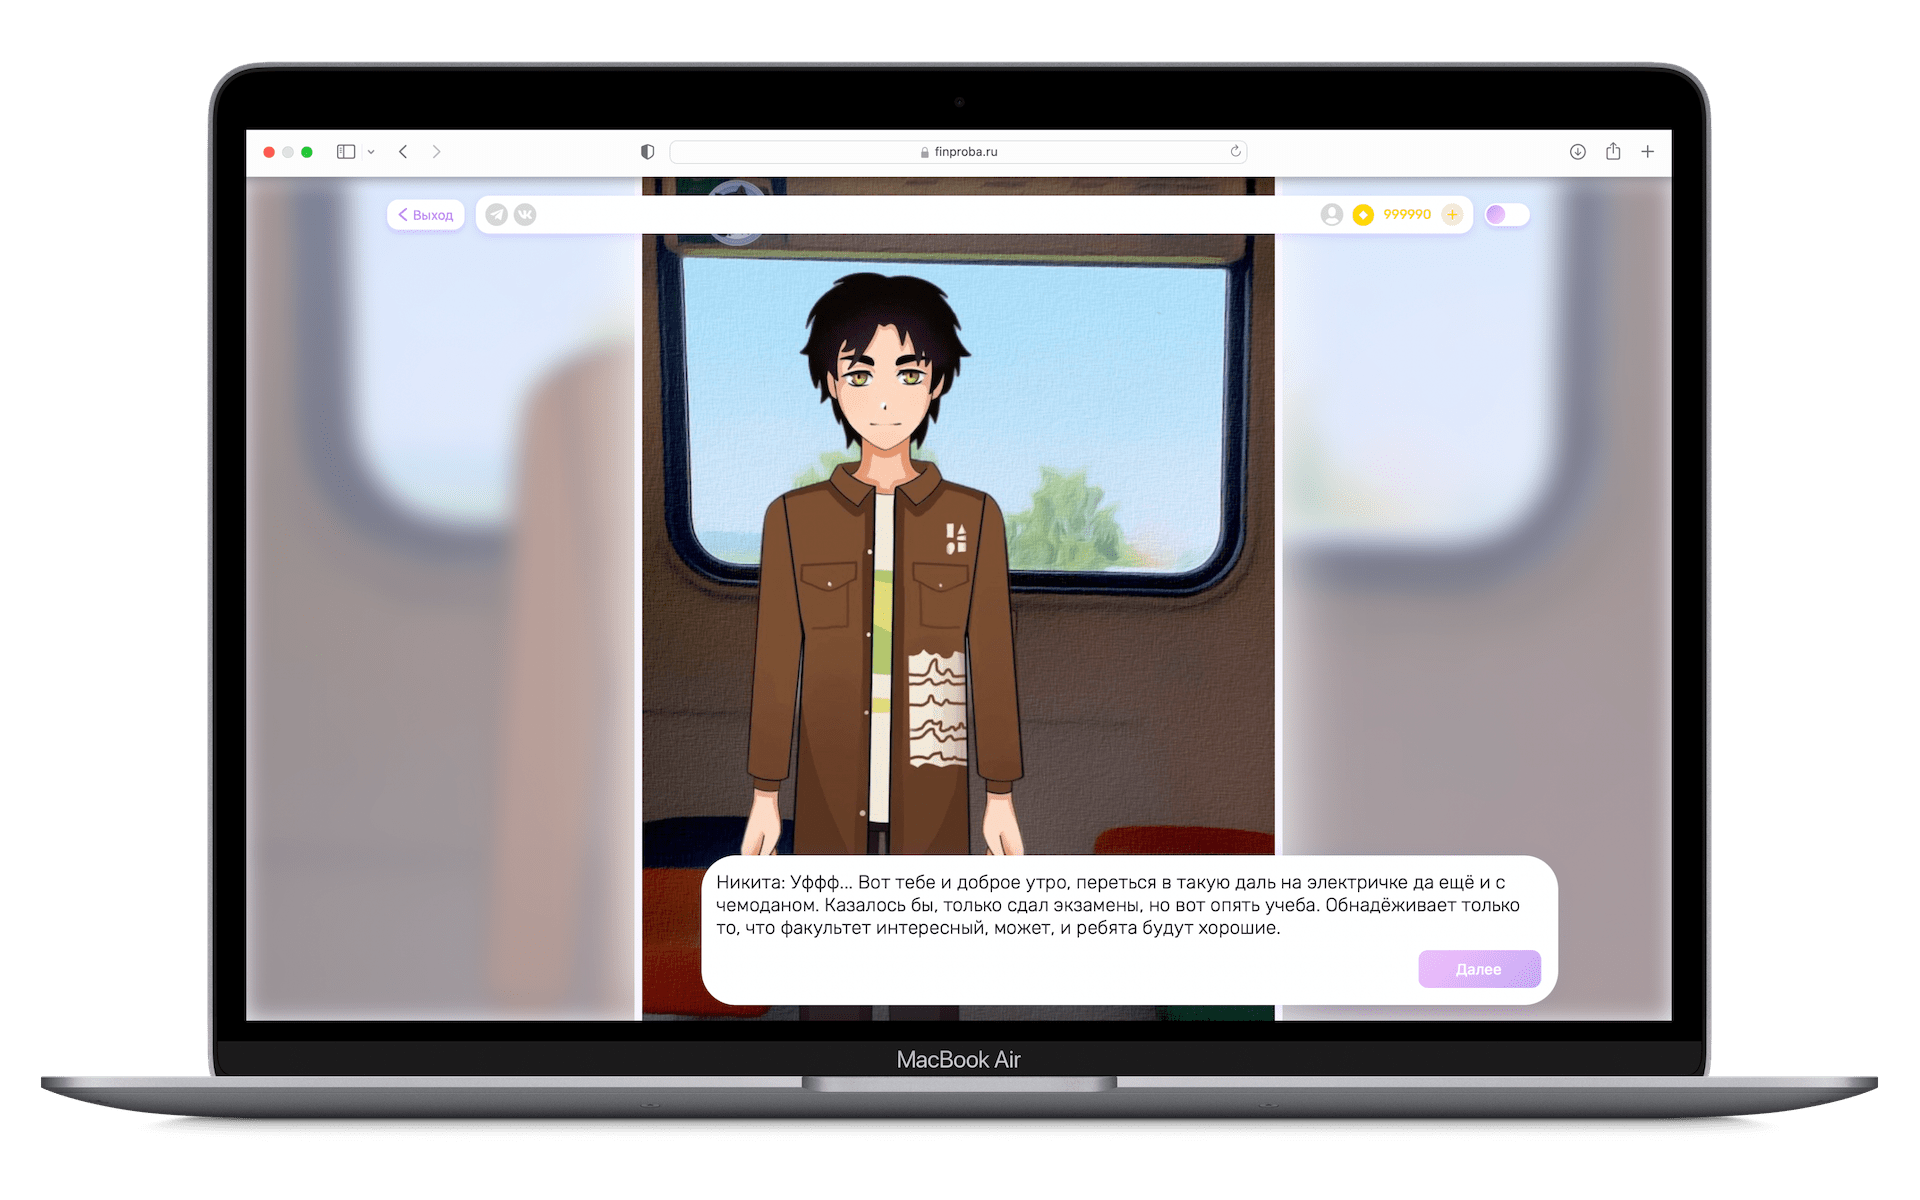 finproba.ru
Выход
999990
Никита: Уффф... Вот тебе и доброе утро, переться в такую даль на электричке да ещё и с
чемоданом. Казалось бы, только сдал экзамены, но вот опять учеба. Обнадёживает только
то, что факультет интересный, может, и ребята будут хорошие.
Далее
MacBook Air